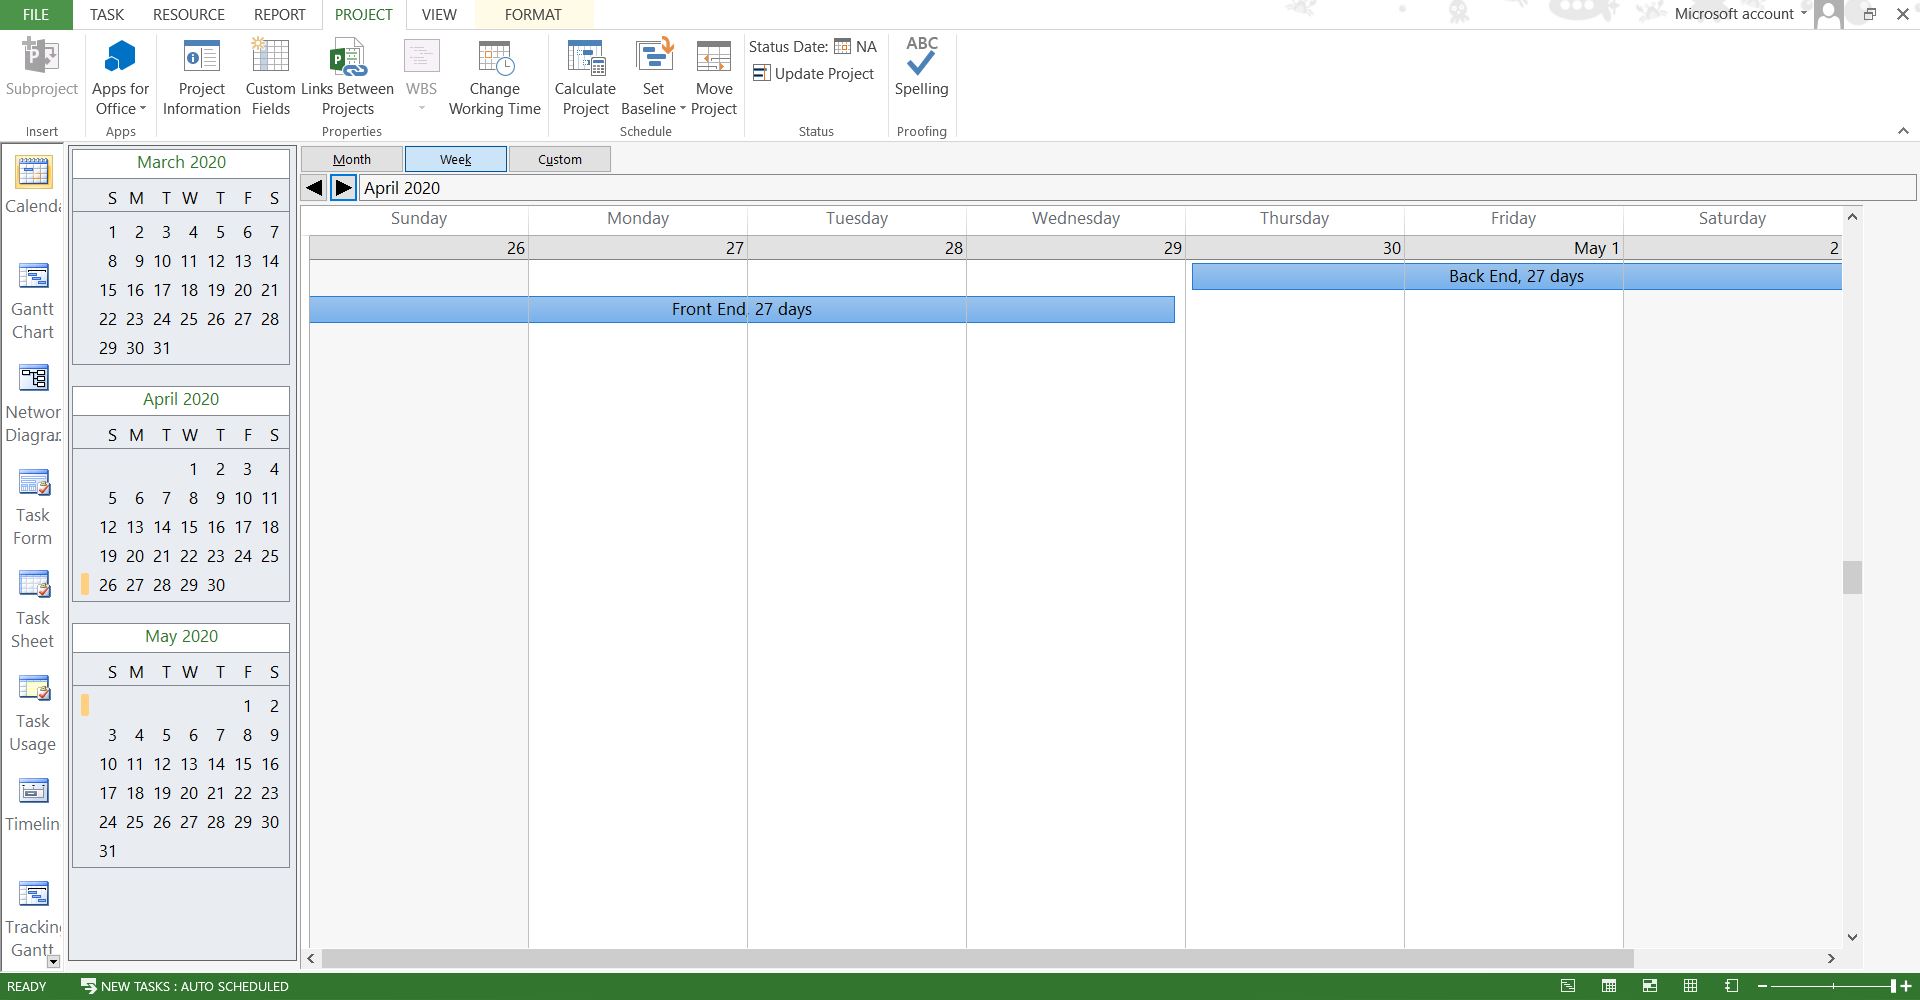 FILE TASK RESOURCE REPORT PROJECT VIEW FORMAT Microsoft account
Subproject
Apps for Office
Project Information
Custom Fields
Links Between Projects
WBS
Change Working Time
Calculate Project
Set Baseline
Move Project
Status Date: NA
Update Project
ABC
Spelling
Insert Apps Properties Schedule Status Proofing
Calenda
Gantt
Chart
Networ
Diagrar
Task
Form
Task
Sheet
Task
Usage
Timelin
Trackin
Gantt
March 2020
S M T W T F S
1 2 3 4 5 6 7
8 9 10 11 12 13 14
15 16 17 18 19 20 21
22 23 24 25 26 27 28
29 30 31
April 2020
S M T W T F S
1 2 3 4
5 6 7 8 9 10 11
12 13 14 15 16 17 18
19 20 21 22 23 24 25
26 27 28 29 30
May 2020
S M T W T F S
1 2
3 4 5 6 7 8 9
10 11 12 13 14 15 16
17 18 19 20 21 22 23
24 25 26 27 28 29 30
31
Month Week Custom
April 2020
Sunday Monday Tuesday Wednesday Thursday Friday Saturday
26 27 28 29 30 May 1 2
Back End, 27 days
Front End, 27 days
READY NEW TASKS : AUTO SCHEDULED